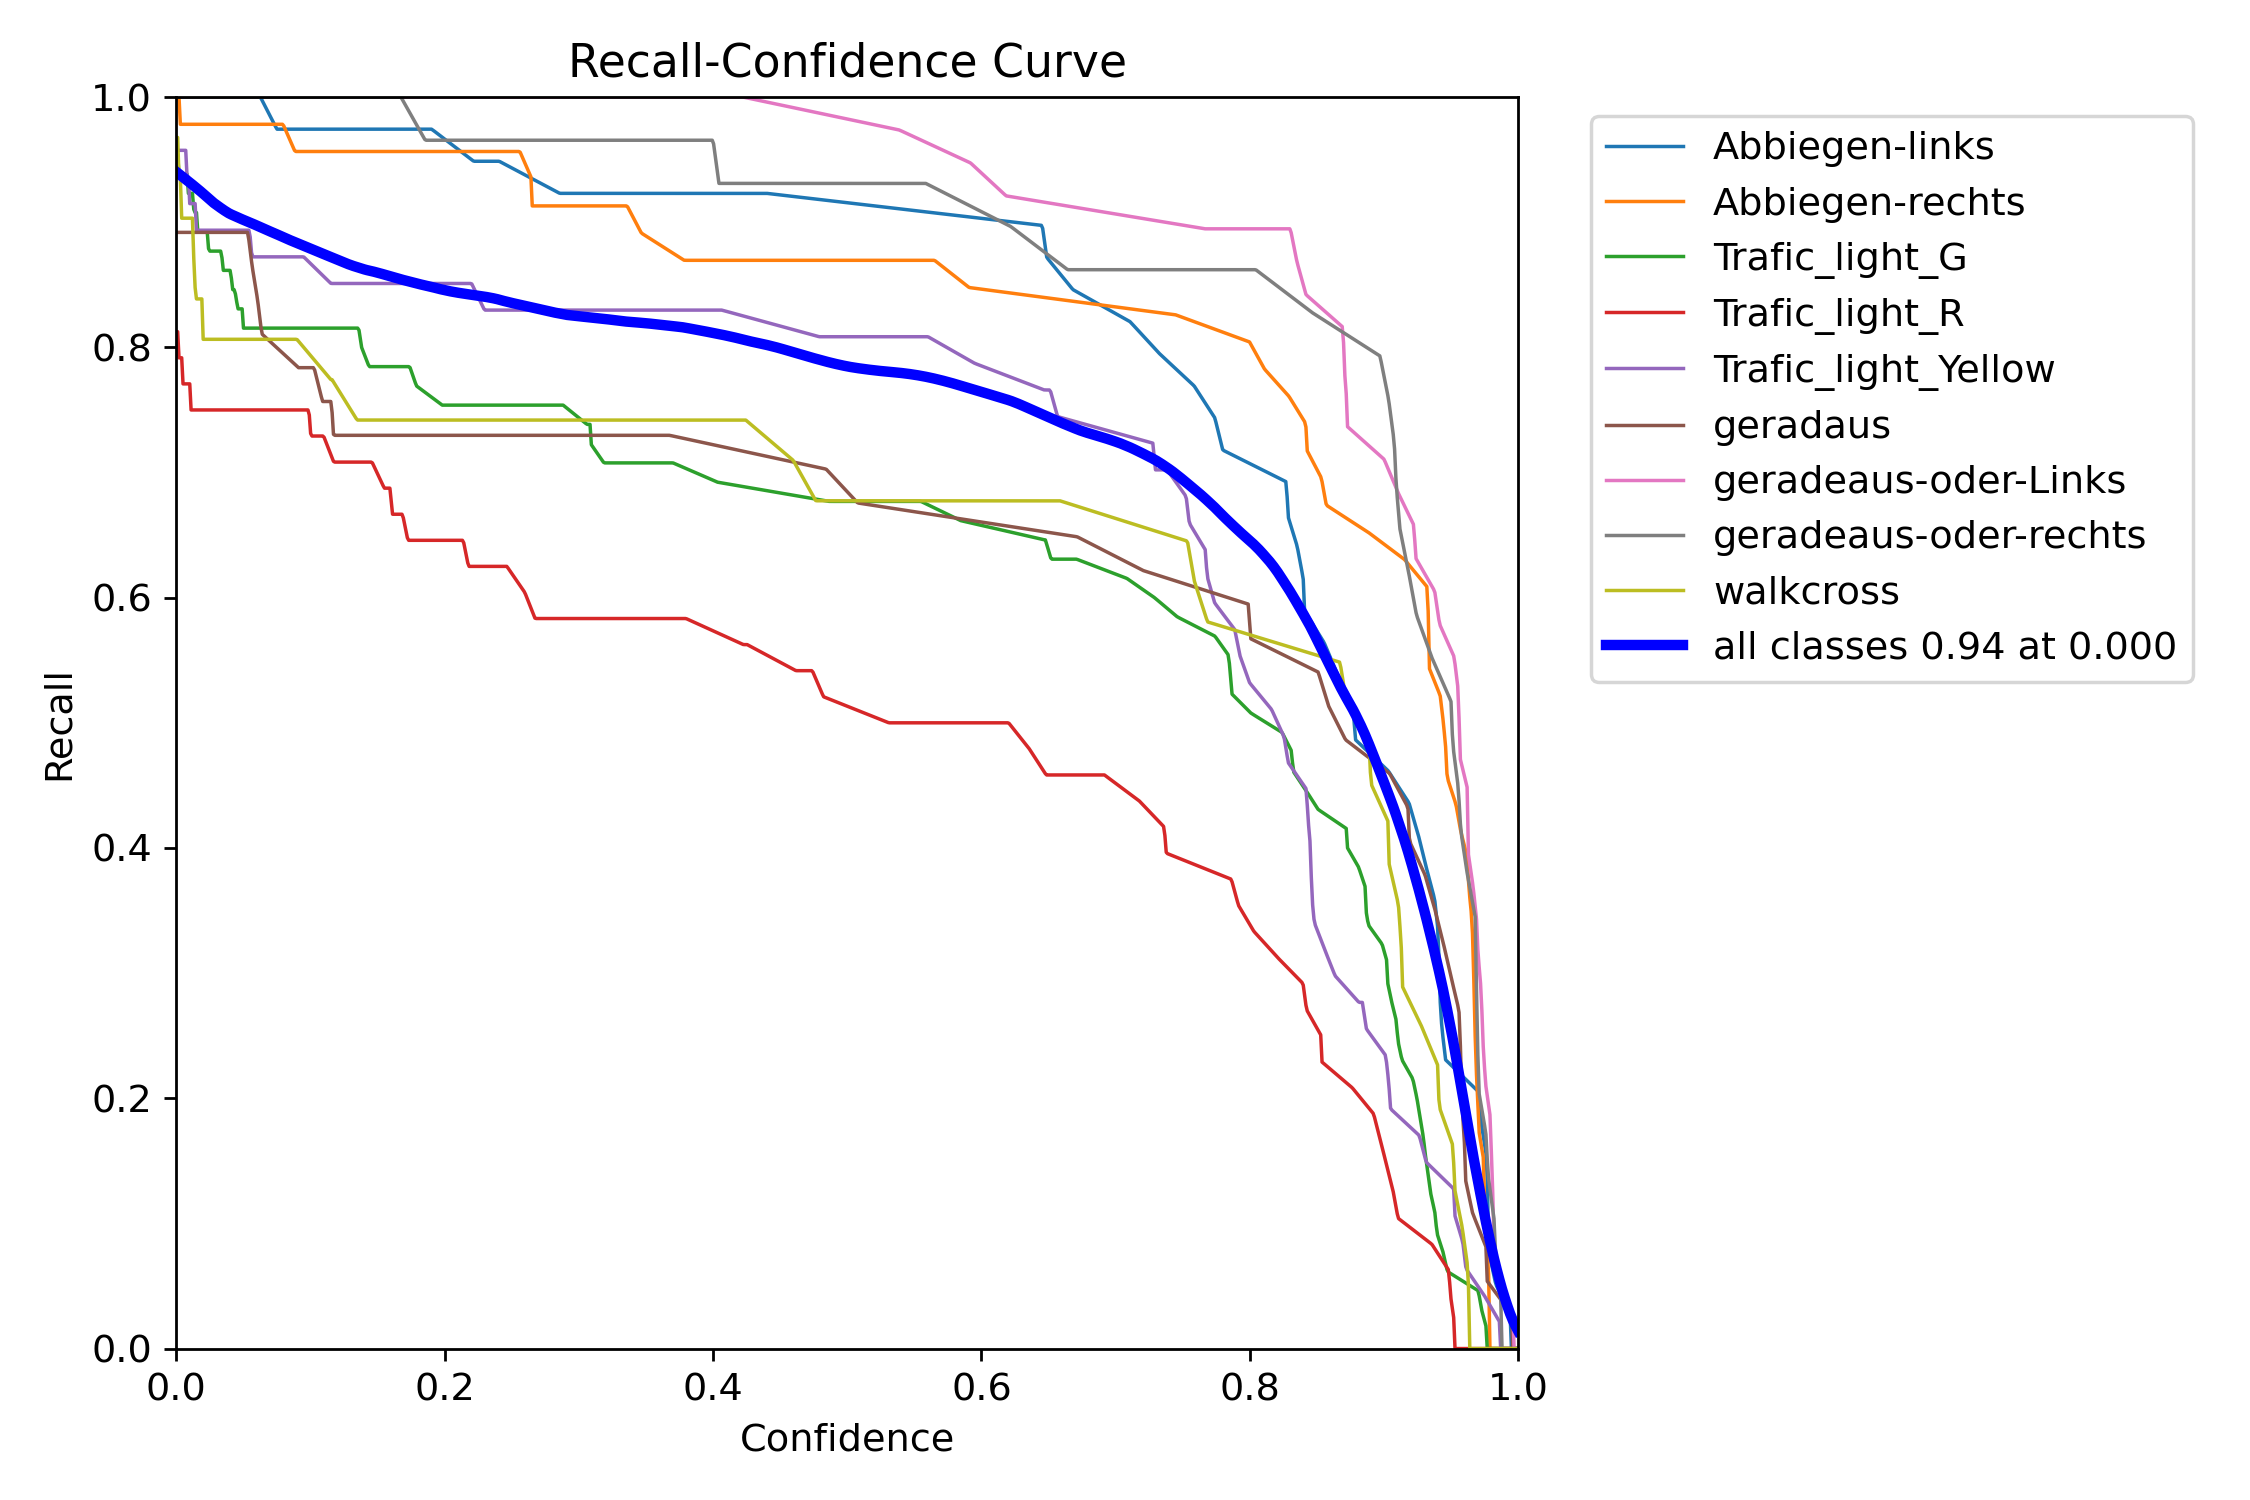 Recall-Confidence Curve
1.0
0.8
0.6
0.4
0.2
0.0
Recall
0.0 0.2 0.4 0.6 0.8 1.0
Confidence
Abbiegen-links
Abbiegen-rechts
Trafic_light_G
Trafic_light_R
Trafic_light_Yellow
geradaus
geradeaus-oder-Links
geradeaus-oder-rechts
walkcross
all classes 0.94 at 0.000